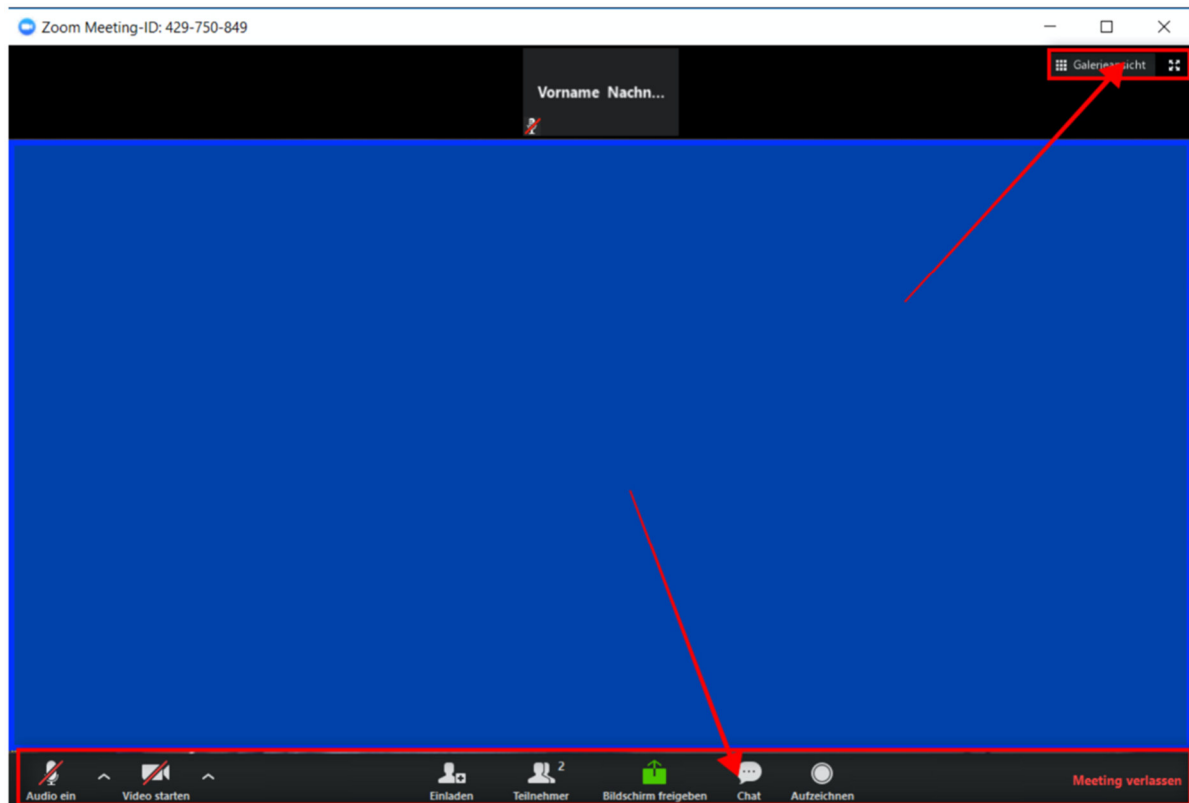 Zoom Meeting-ID: 429-750-849
Galerieansicht
Vorname Nachn...
2
Audio ein
Video starten
Einladen
Teilnehmer
Bildschirm freigeben
Chat
Aufzeichnen
Meeting verlassen